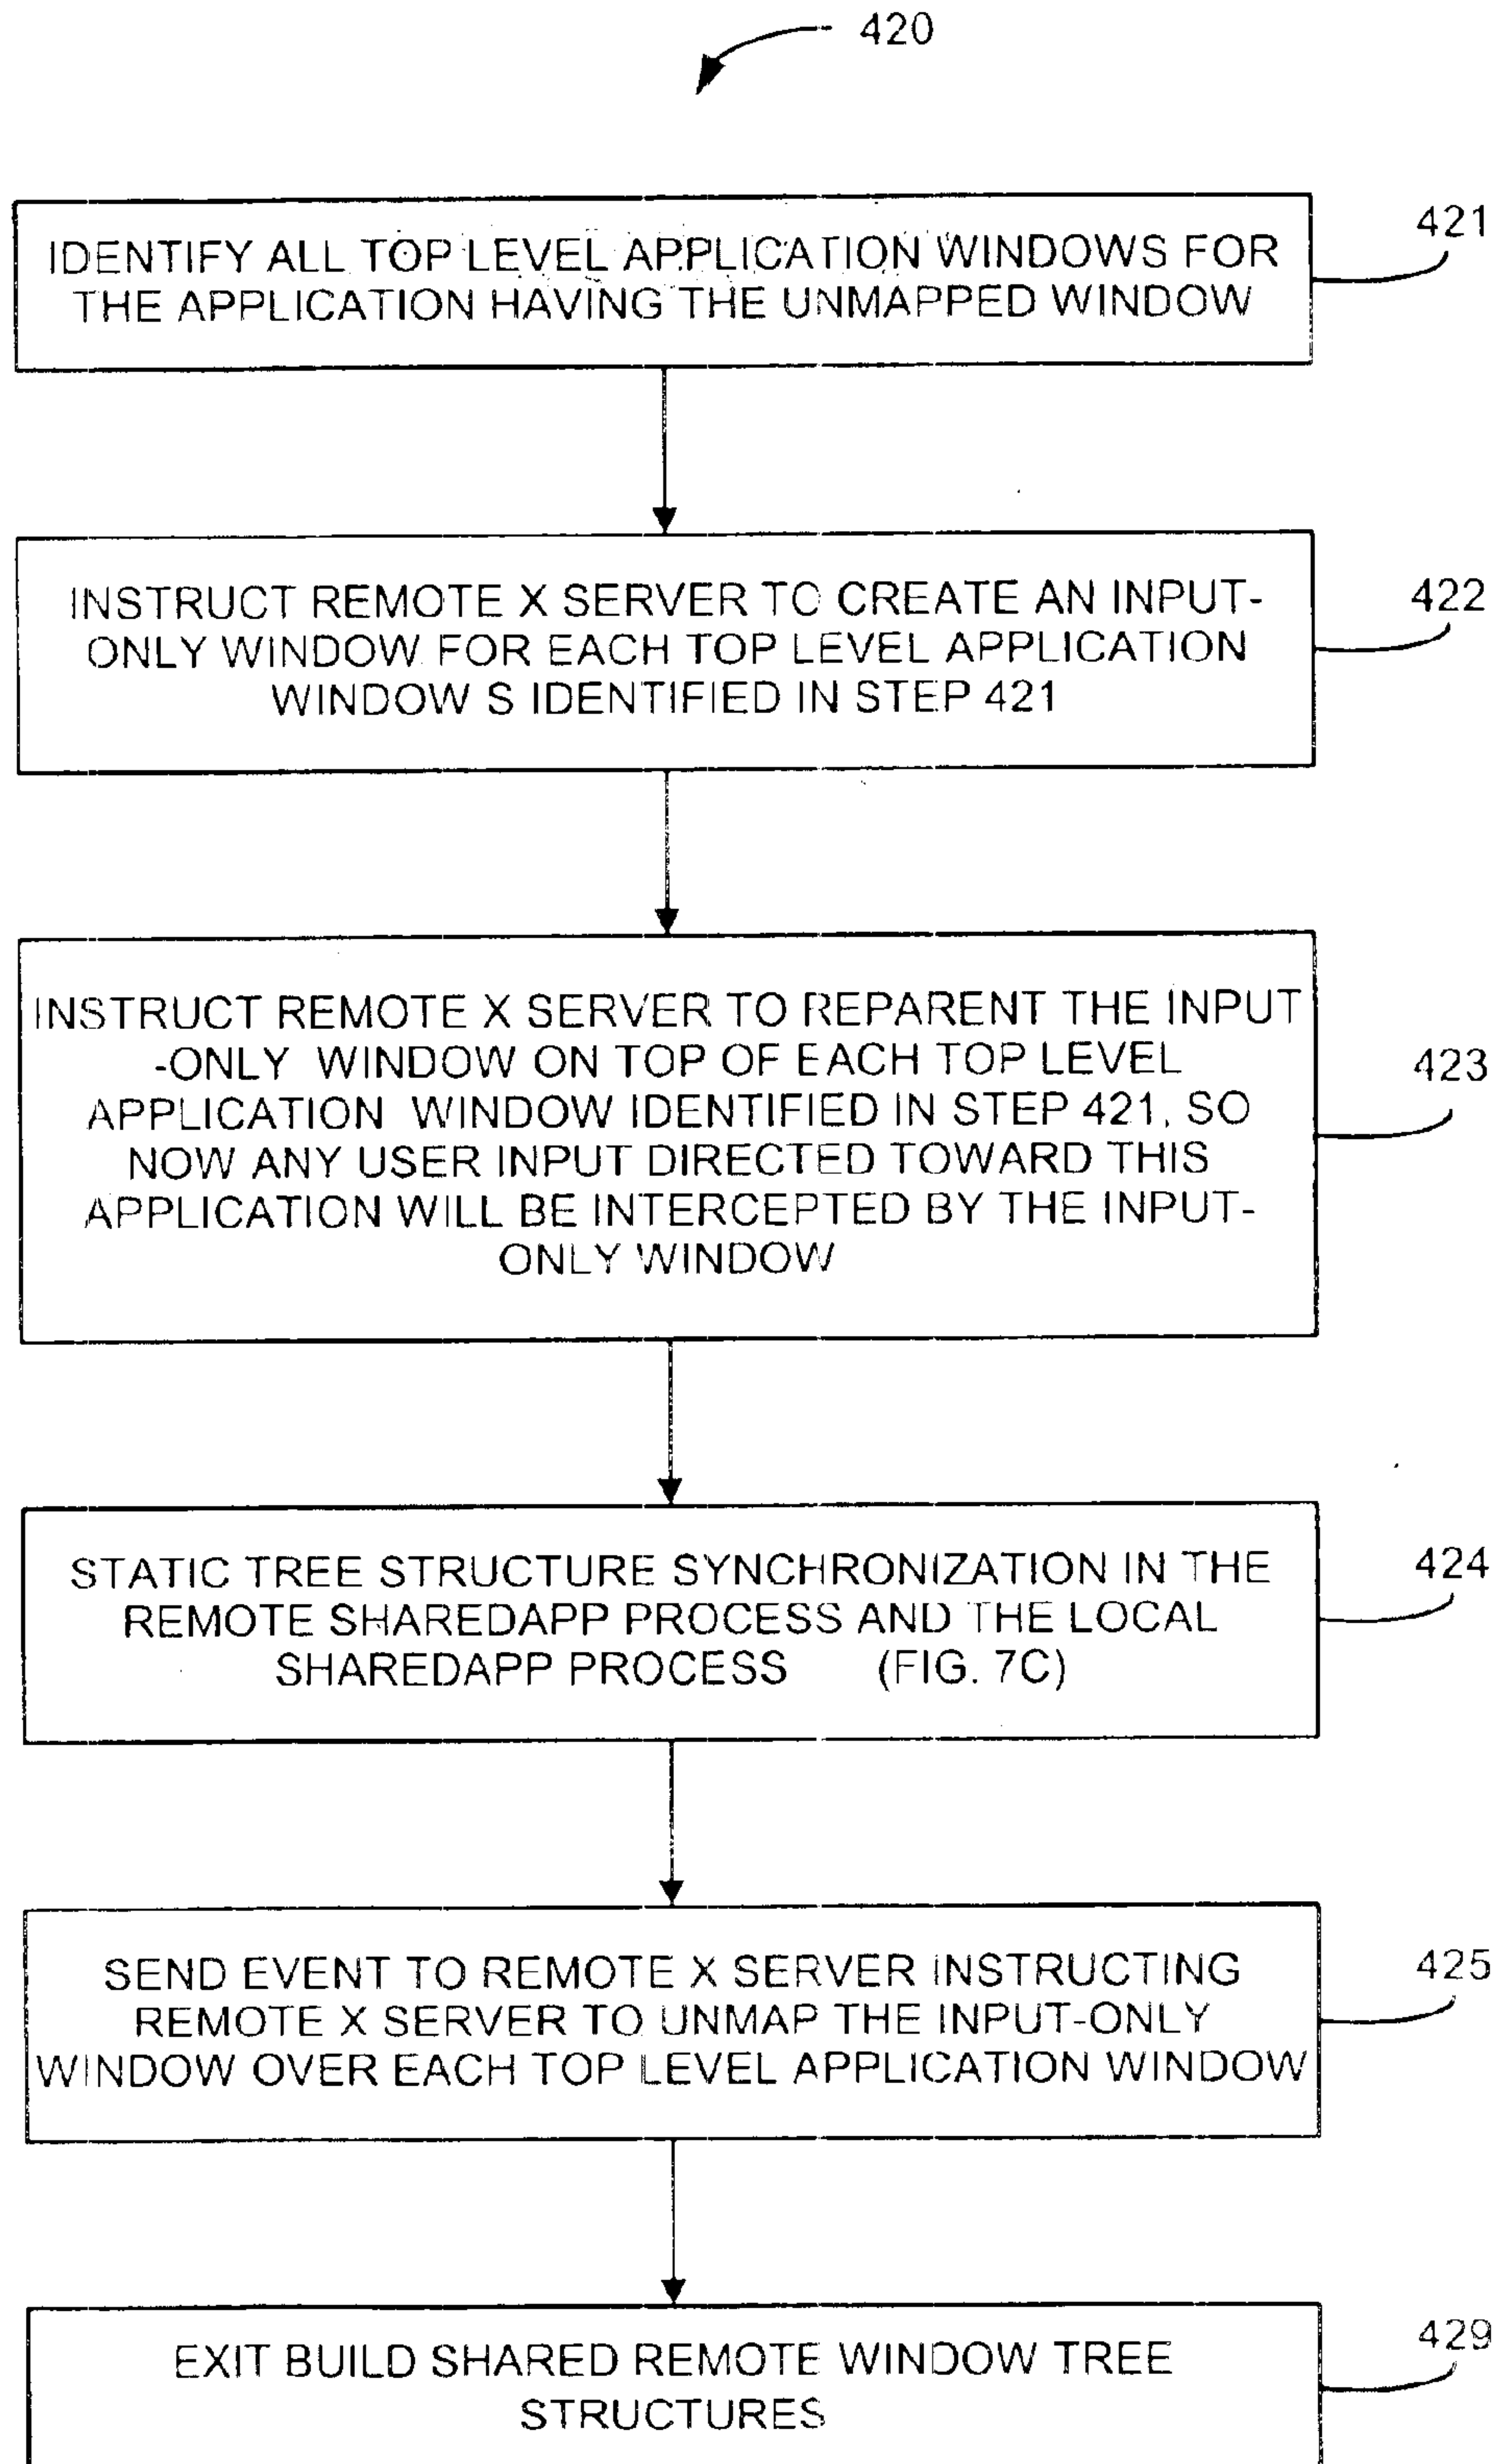 420
IDENTIFY ALL TOP LEVEL APPLICATION WINDOWS FOR
THE APPLICATION HAVING THE UNMAPPED WINDOW
421
INSTRUCT REMOTE X SERVER TO CREATE AN INPUT-
ONLY WINDOW FOR EACH TOP LEVEL APPLICATION
WINDOW S IDENTIFIED IN STEP 421
422
INSTRUCT REMOTE X SERVER TO REPARENT THE INPUT
-ONLY WINDOW ON TOP OF EACH TOP LEVEL
APPLICATION WINDOW IDENTIFIED IN STEP 421, SO
NOW ANY USER INPUT DIRECTED TOWARD THIS
APPLICATION WILL BE INTERCEPTED BY THE INPUT-
ONLY WINDOW
423
STATIC TREE STRUCTURE SYNCHRONIZATION IN THE
REMOTE SHAREDAPP PROCESS AND THE LOCAL
SHAREDAPP PROCESS (FIG. 7C)
424
SEND EVENT TO REMOTE X SERVER INSTRUCTING
REMOTE X SERVER TO UNMAP THE INPUT-ONLY
WINDOW OVER EACH TOP LEVEL APPLICATION WINDOW
425
EXIT BUILD SHARED REMOTE WINDOW TREE
STRUCTURES
429